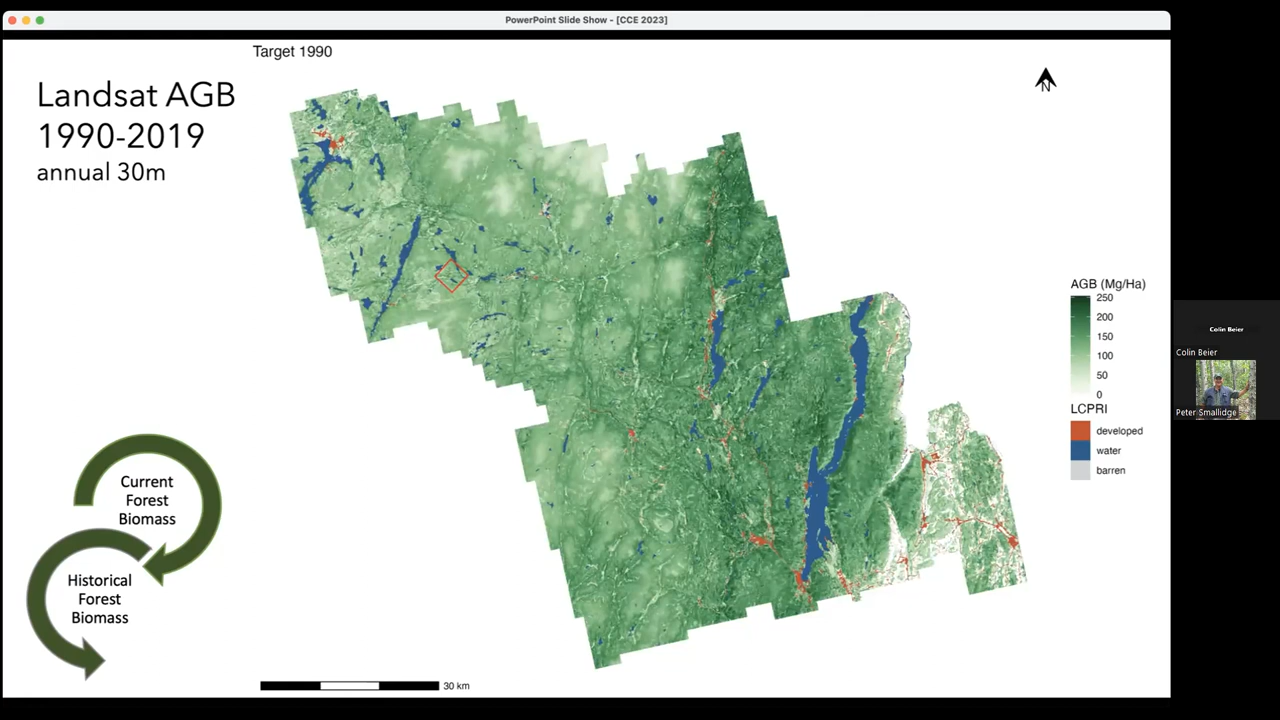 PowerPoint Slide Show - [CCE 2023]
Target 1990
Landsat AGB
1990-2019
annual 30m
N
AGB (Mg/Ha)
250
200
150
100
50
0
LCPRI
developed
water
barren
Current
Forest
Biomass
Historical
Forest
Biomass
30 km
Colin Beier
Colin Beier
Peter Smallidge